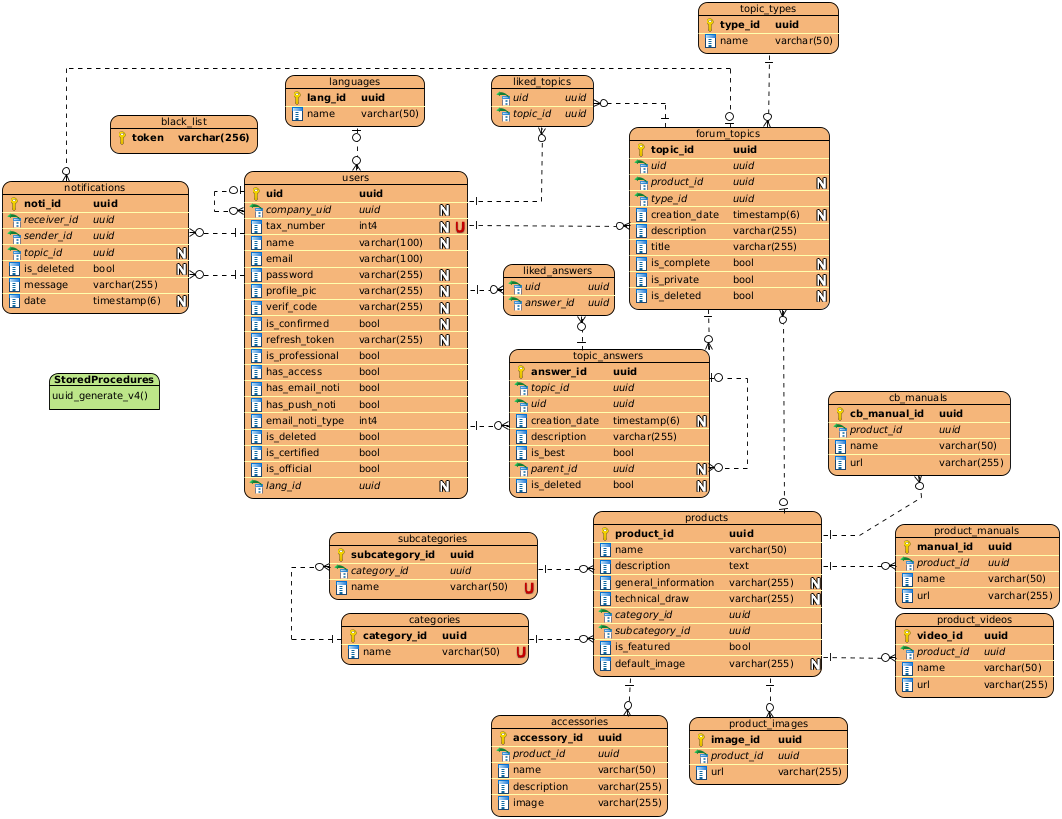 topic_types
type_id uuid
name varchar(50)
languages
lang_id uuid
name varchar(50)
liked_topics
uid uuid
topic_id uuid
black_list
token varchar(256)
forum_topics
topic_id uuid
uid uuid
product_id uuid N
type_id uuid
creation_date timestamp(6) N
description varchar(255)
title varchar(255)
is_complete bool N
is_private bool N
is_deleted bool N
notifications
noti_id uuid
receiver_id uuid
sender_id uuid
topic_id uuid N
is_deleted bool N
message varchar(255)
date timestamp(6) N
users
uid uuid
company_uid uuid N
tax_number int4 N U
name varchar(100) N
email varchar(100)
password varchar(255) N
profile_pic varchar(255) N
verif_code varchar(255) N
is_confirmed bool N
refresh_token varchar(255) N
is_professional bool
has_access bool
has_email_noti bool
has_push_noti bool
email_noti_type int4
is_deleted bool
is_certified bool
is_official bool
lang_id uuid N
liked_answers
uid uuid
answer_id uuid
StoredProcedures
uuid_generate_v4()
topic_answers
answer_id uuid
topic_id uuid
uid uuid
creation_date timestamp(6) N
description varchar(255)
is_best bool
parent_id uuid N
is_deleted bool N
cb_manuals
cb_manual_id uuid
product_id uuid
name varchar(50)
url varchar(255)
products
product_id uuid
name varchar(50)
description text
general_information varchar(255) N
technical_draw varchar(255) N
category_id uuid
subcategory_id uuid
is_featured bool
default_image varchar(255) N
subcategories
subcategory_id uuid
category_id uuid
name varchar(50) U
categories
category_id uuid
name varchar(50) U
product_manuals
manual_id uuid
product_id uuid
name varchar(50)
url varchar(255)
product_videos
video_id uuid
product_id uuid
name varchar(50)
url varchar(255)
accessories
accessory_id uuid
product_id uuid
name varchar(50)
description varchar(255)
image varchar(255)
product_images
image_id uuid
product_id uuid
url varchar(255)